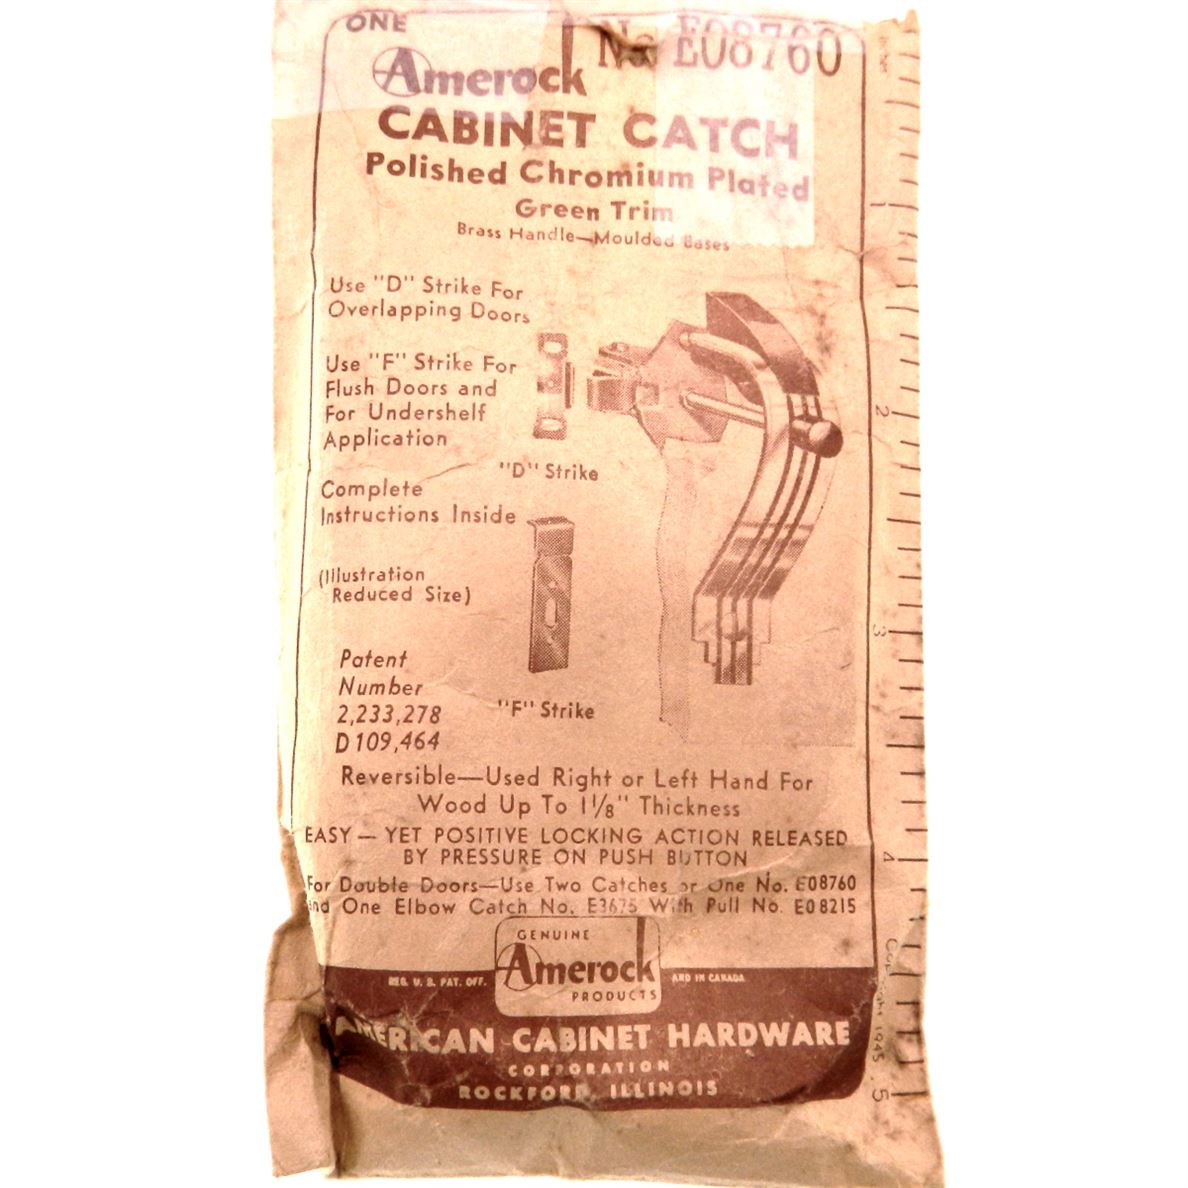 ONE
No. E08760
Amerock
CABINET CATCH
Polished Chromium Plated
Green Trim
Brass Handle—Moulded Bases
Use "D" Strike For
Overlapping Doors
Use "F" Strike For
Flush Doors and
For Undershelf
Application
"D" Strike
Complete
Instructions Inside
(Illustration
Reduced Size)
"F" Strike
Patent
Number
2,233,278
D 109,464
Reversible—Used Right or Left Hand For
Wood Up To 1 1/8" Thickness
EASY — YET POSITIVE LOCKING ACTION RELEASED
BY PRESSURE ON PUSH BUTTON
For Double Doors—Use Two Catches or One No. E08760
and One Elbow Catch No. E3675 With Pull No. E08215
GENUINE
Amerock
PRODUCTS
REG. U. S. PAT. OFF.
AND IN CANADA
AMERICAN CABINET HARDWARE
CORPORATION
ROCKFORD, ILLINOIS
1
2
3
4
5
Copyright 1945